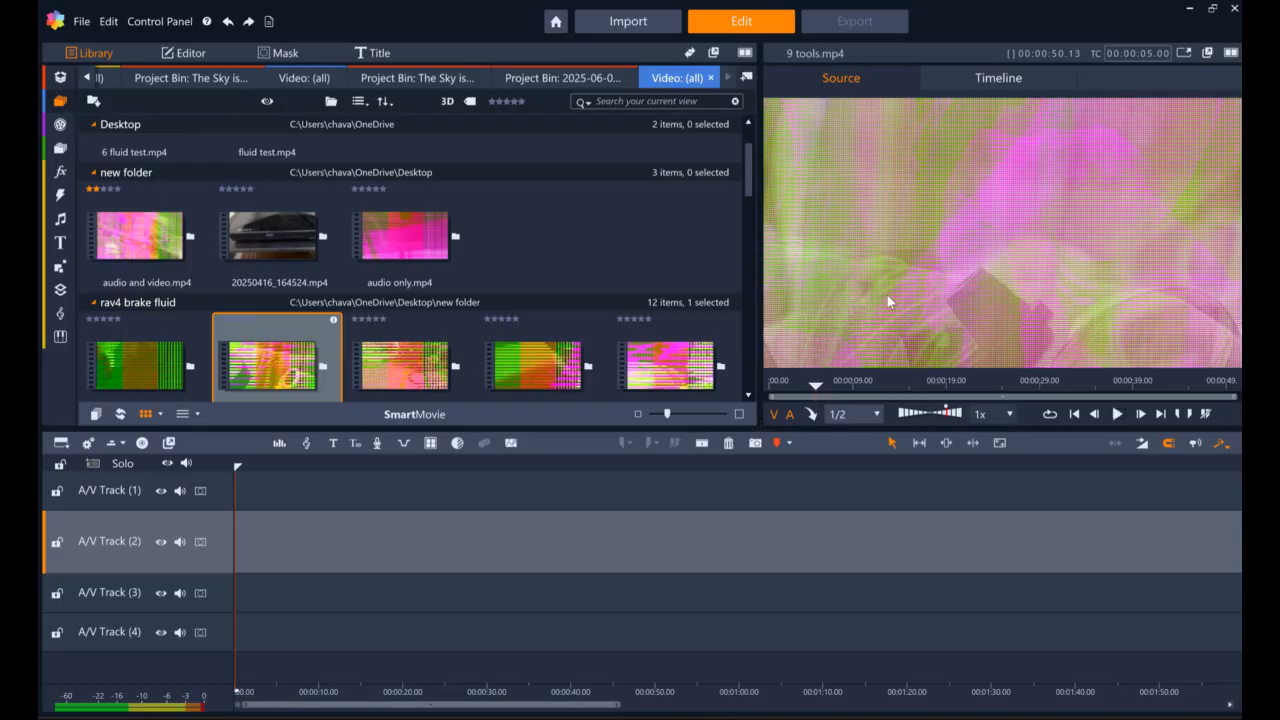 File Edit Control Panel
Import
Edit
Export
Library
Editor
Mask
Title
9 tools.mp4
[ ] 00:00:50.13
TC 00:00:05.00
ll)
Project Bin: The Sky is...
Video: (all)
Project Bin: The Sky is...
Project Bin: 2025-06-0...
Video: (all) ×
Source
Timeline
3D
Search your current view
Desktop C:\Users\chava\OneDrive 2 items, 0 selected
6 fluid test.mp4 fluid test.mp4
new folder C:\Users\chava\OneDrive\Desktop 3 items, 0 selected
audio and video.mp4 20250416_164524.mp4 audio only.mp4
rav4 brake fluid C:\Users\chava\OneDrive\Desktop\new folder 12 items, 1 selected
:00.00 00:00:09.00 00:00:19.00 00:00:29.00 00:00:39.00 00:00:49.
SmartMovie
V A 1/2 1x
Solo
A/V Track (1)
A/V Track (2)
A/V Track (3)
A/V Track (4)
-60 -22 -16 -10 -6 -3 0
:00.00 00:00:10.00 00:00:20.00 00:00:30.00 00:00:40.00 00:00:50.00 00:01:00.00 00:01:10.00 00:01:20.00 00:01:30.00 00:01:40.00 00:01:50.00